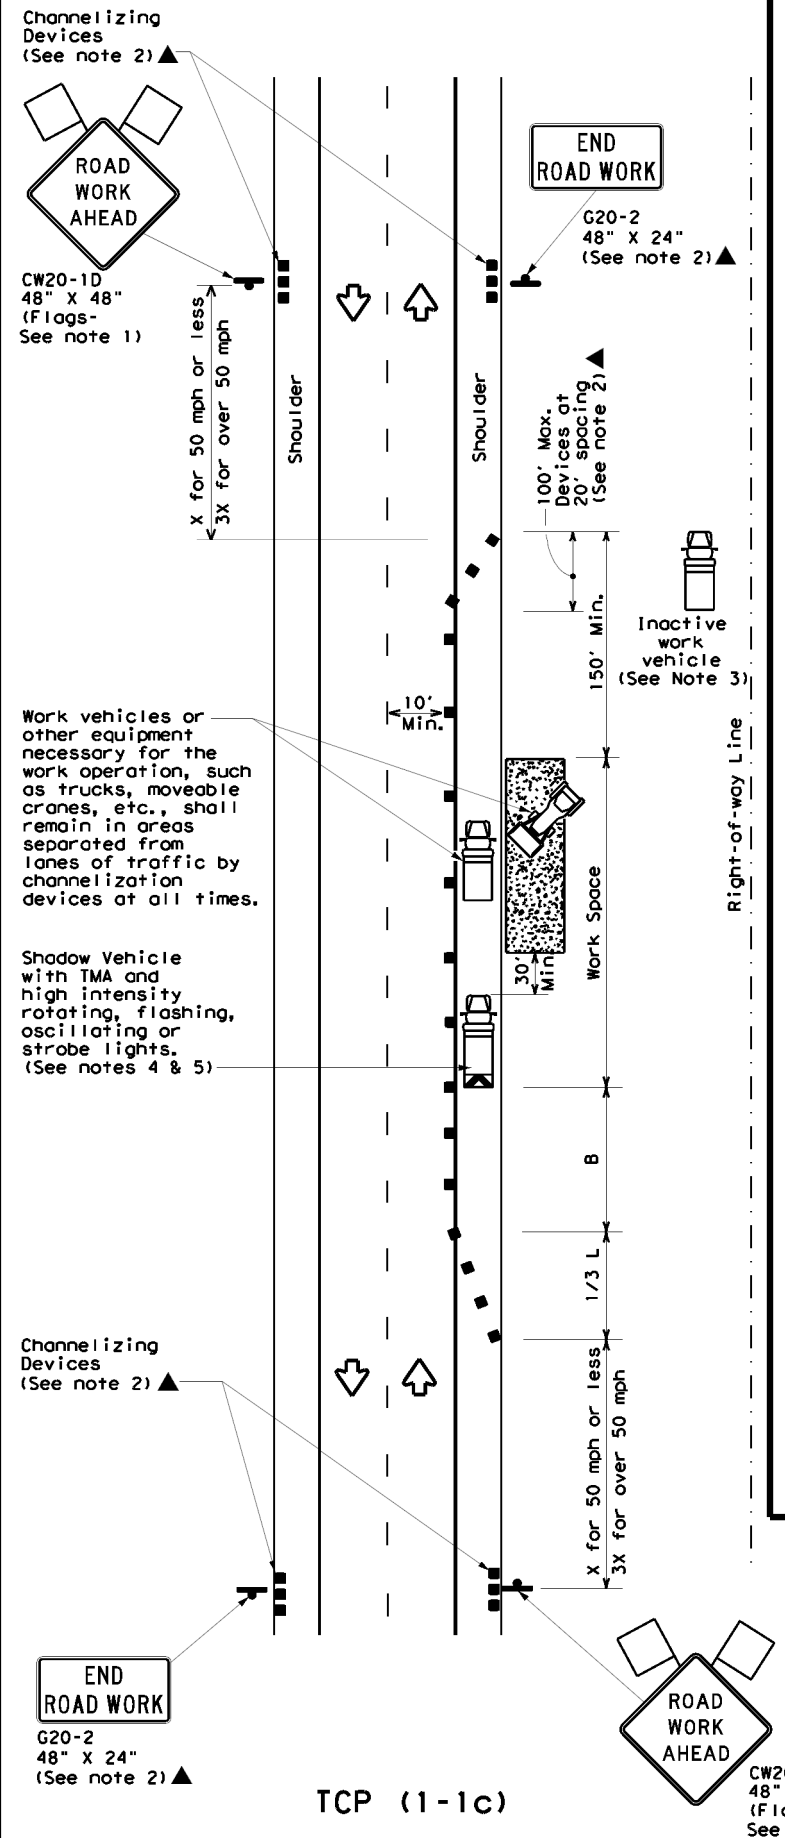 Channelizing
Devices
(See note 2) ▲
ROAD
WORK
AHEAD
CW20-1D
48" X 48"
(Flags-
See note 1)
END
ROAD WORK
G20-2
48" X 24"
(See note 2) ▲
X for 50 mph or less
3X for over 50 mph
Shoulder
Shoulder
100' Max.
Devices at
20' spacing
(See note 2) ▲
150' Min.
Inactive
work
vehicle
(See Note 3)
10'
Min.
Work vehicles or
other equipment
necessary for the
work operation, such
as trucks, moveable
cranes, etc., shall
remain in areas
separated from
lanes of traffic by
channelization
devices at all times.
Right-of-way Line
Work Space
30'
Min.
Shadow Vehicle
with TMA and
high intensity
rotating, flashing,
oscillating or
strobe lights.
(See notes 4 & 5)
B
1/3 L
Channelizing
Devices
(See note 2) ▲
X for 50 mph or less
3X for over 50 mph
END
ROAD WORK
G20-2
48" X 24"
(See note 2) ▲
ROAD
WORK
AHEAD
48"
See
TCP (1-1c)